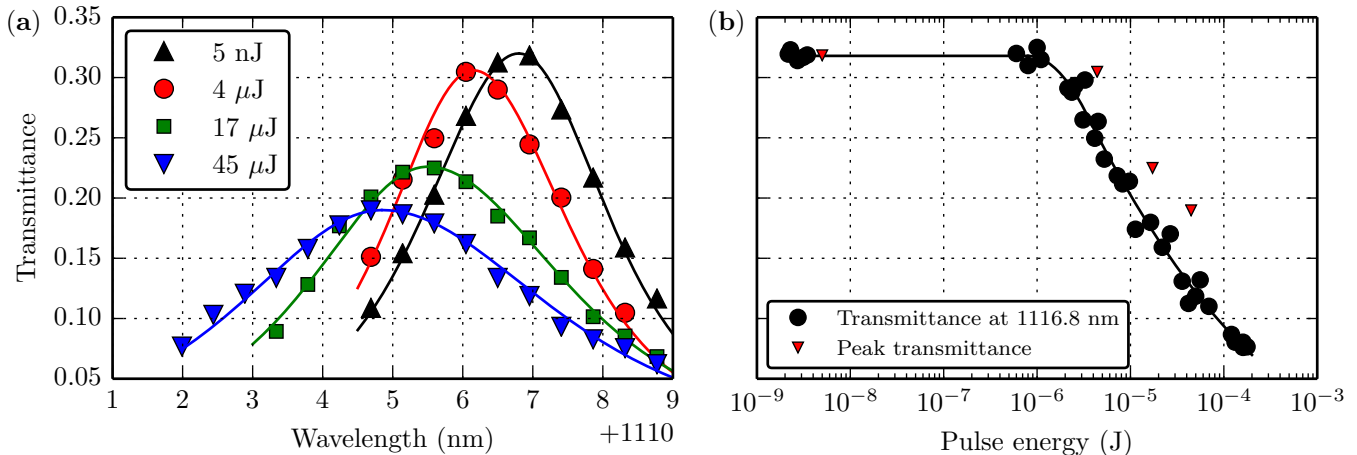 (a)
0.35
0.30
0.25
0.20
0.15
0.10
0.05
Transmittance
5 nJ
4 μJ
17 μJ
45 μJ
1 2 3 4 5 6 7 8 9
Wavelength (nm)
+1110
(b)
Transmittance at 1116.8 nm
Peak transmittance
10⁻⁹ 10⁻⁸ 10⁻⁷ 10⁻⁶ 10⁻⁵ 10⁻⁴ 10⁻³
Pulse energy (J)